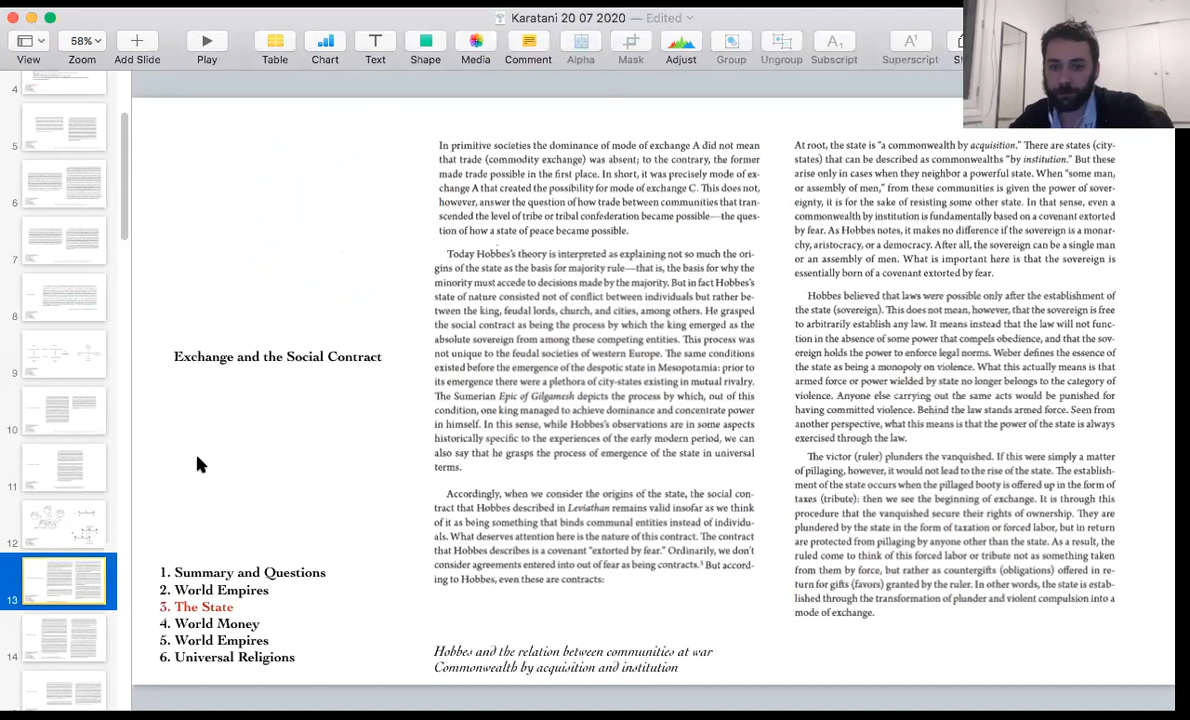 Karatani 20 07 2020 — Edited
58%
View
Zoom
Add Slide
Play
Table
Chart
Text
Shape
Media
Comment
Alpha
Mask
Adjust
Group
Ungroup
Subscript
Superscript
4
5
6
7
8
9
10
11
12
13
14
Exchange and the Social Contract
1. Summary and Questions
2. World Empires
3. The State
4. World Money
5. World Empires
6. Universal Religions
In primitive societies the dominance of mode of exchange A did not mean
that trade (commodity exchange) was absent; to the contrary, the former
made trade possible in the first place. In short, it was precisely mode of ex-
change A that created the possibility for mode of exchange C. This does not,
however, answer the question of how trade between communities that tran-
scended the level of tribe or tribal confederation became possible—the ques-
tion of how a state of peace became possible.
Today Hobbes's theory is interpreted as explaining not so much the ori-
gins of the state as the basis for majority rule—that is, the basis for why the
minority must accede to decisions made by the majority. But in fact Hobbes's
state of nature consisted not of conflict between individuals but rather be-
tween the king, feudal lords, church, and cities, among others. He grasped
the social contract as being the process by which the king emerged as the
absolute sovereign from among these competing entities. This process was
not unique to the feudal societies of western Europe. The same conditions
existed before the emergence of the despotic state in Mesopotamia: prior to
its emergence there were a plethora of city-states existing in mutual rivalry.
The Sumerian Epic of Gilgamesh depicts the process by which, out of this
condition, one king managed to achieve dominance and concentrate power
in himself. In this sense, while Hobbes's observations are in some aspects
historically specific to the experiences of the early modern period, we can
also say that he grasps the process of emergence of the state in universal
terms.
Accordingly, when we consider the origins of the state, the social con-
tract that Hobbes described in Leviathan remains valid insofar as we think
of it as being something that binds communal entities instead of individu-
als. What deserves attention here is the nature of this contract. The contract
that Hobbes describes is a covenant "extorted by fear." Ordinarily, we don't
consider agreements entered into out of fear as being contracts.⁵ But accord-
ing to Hobbes, even these are contracts:
Hobbes and the relation between communities at war
Commonwealth by acquisition and institution
At root, the state is "a commonwealth by acquisition." There are states (city-
states) that can be described as commonwealths "by institution." But these
arise only in cases when they neighbor a powerful state. When "some man,
or assembly of men," from these communities is given the power of sover-
eignty, it is for the sake of resisting some other state. In that sense, even a
commonwealth by institution is fundamentally based on a covenant extorted
by fear. As Hobbes notes, it makes no difference if the sovereign is a monar-
chy, aristocracy, or a democracy. After all, the sovereign can be a single man
or an assembly of men. What is important here is that the sovereign is
essentially born of a covenant extorted by fear.
Hobbes believed that laws were possible only after the establishment of
the state (sovereign). This does not mean, however, that the sovereign is free
to arbitrarily establish any law. It means instead that the law will not func-
tion in the absence of some power that compels obedience, and that the sov-
ereign holds the power to enforce legal norms. Weber defines the essence of
the state as being a monopoly on violence. What this actually means is that
armed force or power wielded by state no longer belongs to the category of
violence. Anyone else carrying out the same acts would be punished for
having committed violence. Behind the law stands armed force. Seen from
another perspective, what this means is that the power of the state is always
exercised through the law.
The victor (ruler) plunders the vanquished. If this were simply a matter
of pillaging, however, it would not lead to the rise of the state. The establish-
ment of the state occurs when the pillaged booty is offered up in the form of
taxes (tribute): then we see the beginning of exchange. It is through this
procedure that the vanquished secure their rights of ownership. They are
plundered by the state in the form of taxation or forced labor, but in return
are protected from pillaging by anyone other than the state. As a result, the
ruled come to think of this forced labor or tribute not as something taken
from them by force, but rather as countergifts (obligations) offered in re-
turn for gifts (favors) granted by the ruler. In other words, the state is estab-
lished through the transformation of plunder and violent compulsion into a
mode of exchange.